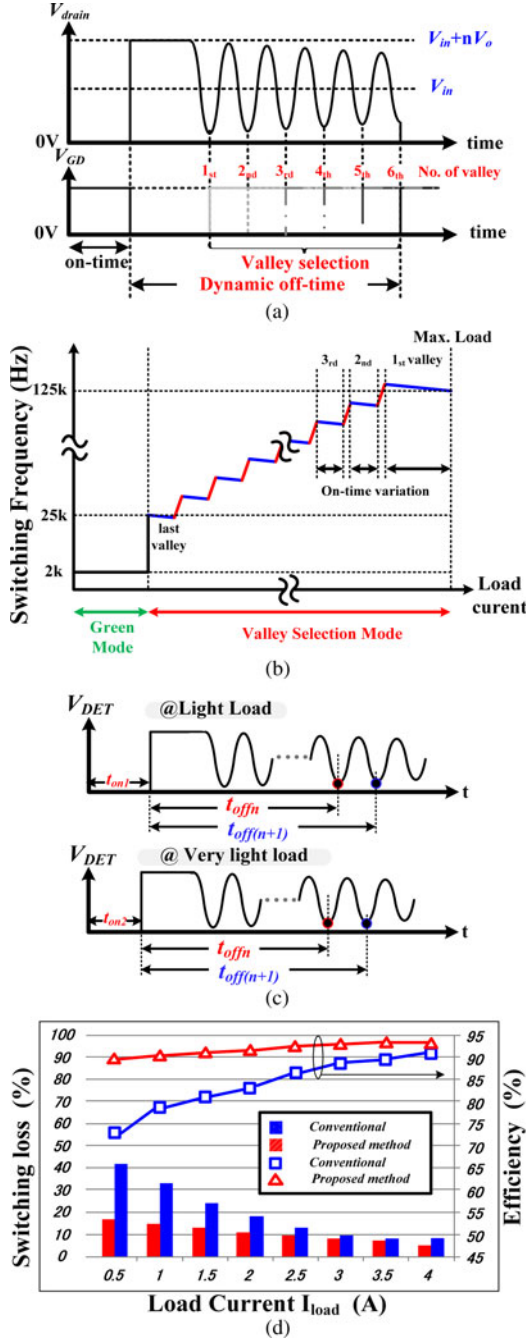 V_drain
V_in+nV_o
V_in
0V
time
V_GD
1st 2nd 3rd 4th 5th 6th No. of valley
0V
time
on-time
Valley selection
Dynamic off-time
(a)
Switching Frequency (Hz)
Max. Load
3rd 2nd 1st valley
125k
On-time variation
25k
last
valley
2k
Load
curent
Green
Mode
Valley Selection Mode
(b)
V_DET
@Light Load
t_on1
t
t_offn
t_off(n+1)
V_DET
@ Very light load
t_on2
t
t_offn
t_off(n+1)
(c)
Switching loss (%)
Efficiency (%)
100
90
80
70
60
50
40
30
20
10
0
95
90
85
80
75
70
65
60
55
50
45
Conventional
Proposed method
Conventional
Proposed method
0.5 1 1.5 2 2.5 3 3.5 4
Load Current I_load (A)
(d)